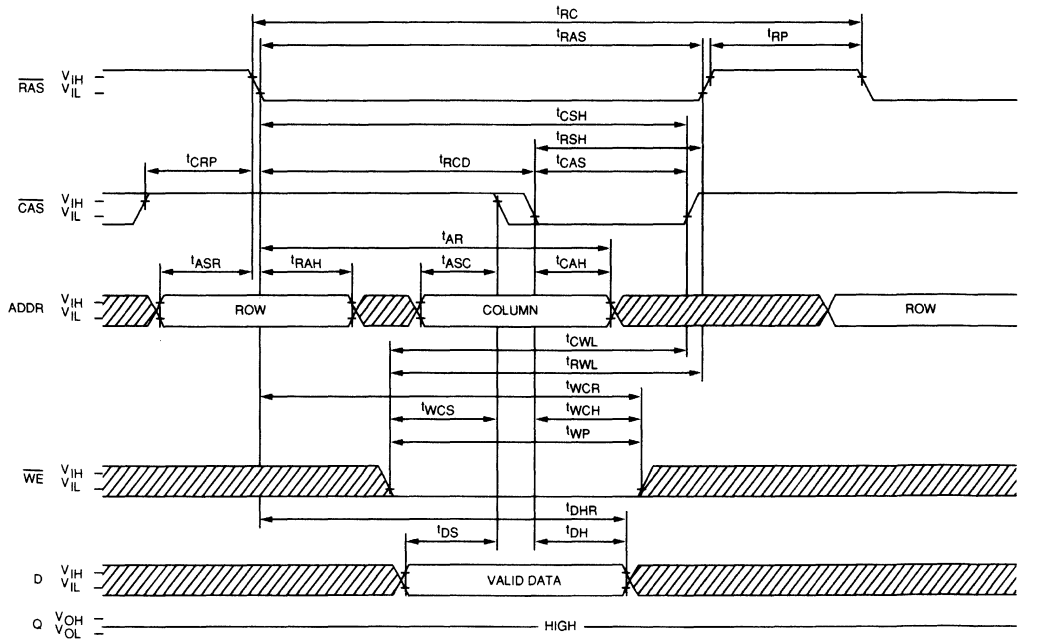 tRC
tRAS
tRP
RAS VIH VIL
tCSH
tRSH
tCRP
tRCD
tCAS
CAS VIH VIL
tAR
tASR
tRAH
tASC
tCAH
ADDR VIH VIL ROW COLUMN ROW
tCWL
tRWL
tWCR
tWCS
tWCH
tWP
WE VIH VIL
tDHR
tDS
tDH
D VIH VIL VALID DATA
Q VOH VOL HIGH